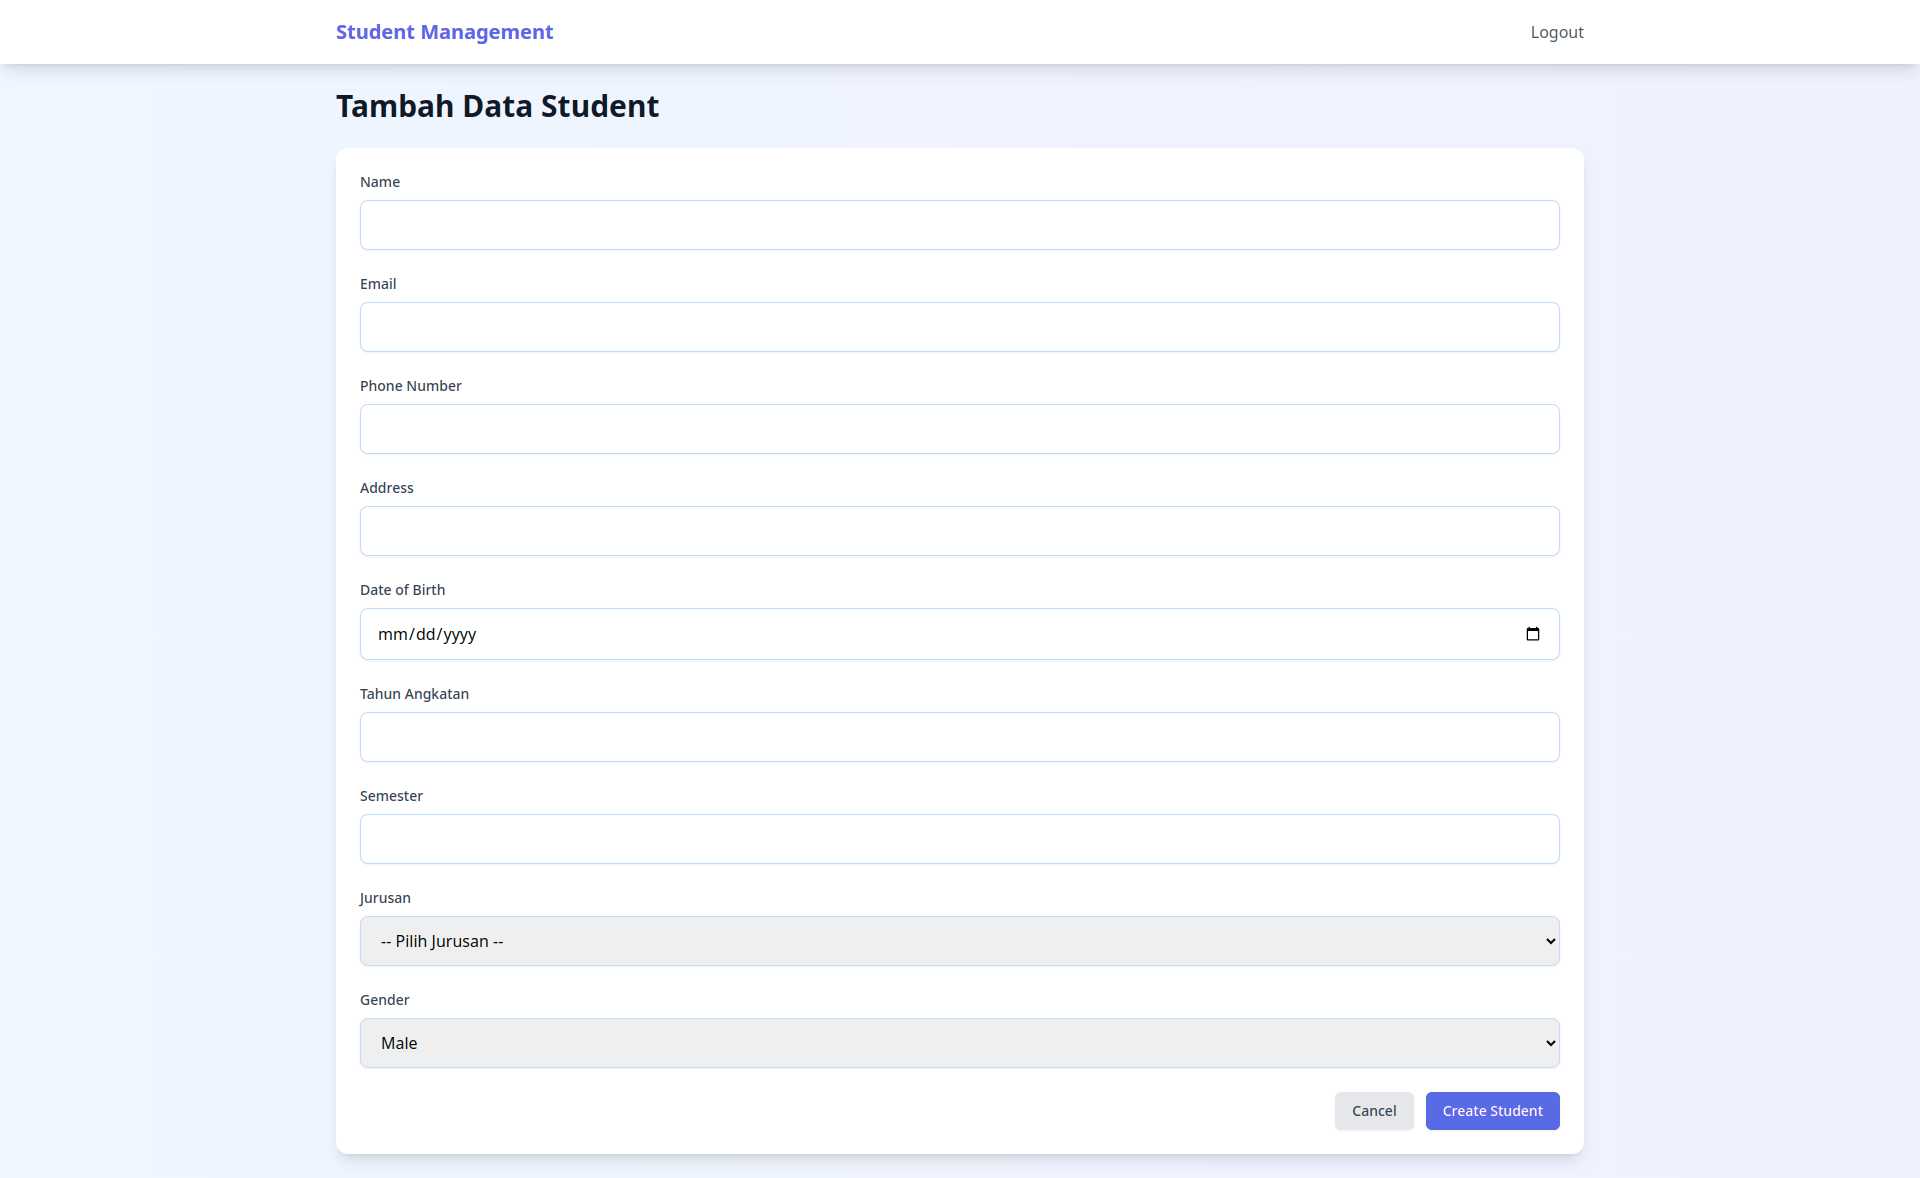 Student Management
Logout
Tambah Data Student
Name
Email
Phone Number
Address
Date of Birth
mm/dd/yyyy
Tahun Angkatan
Semester
Jurusan
-- Pilih Jurusan --
Gender
Male
Cancel
Create Student